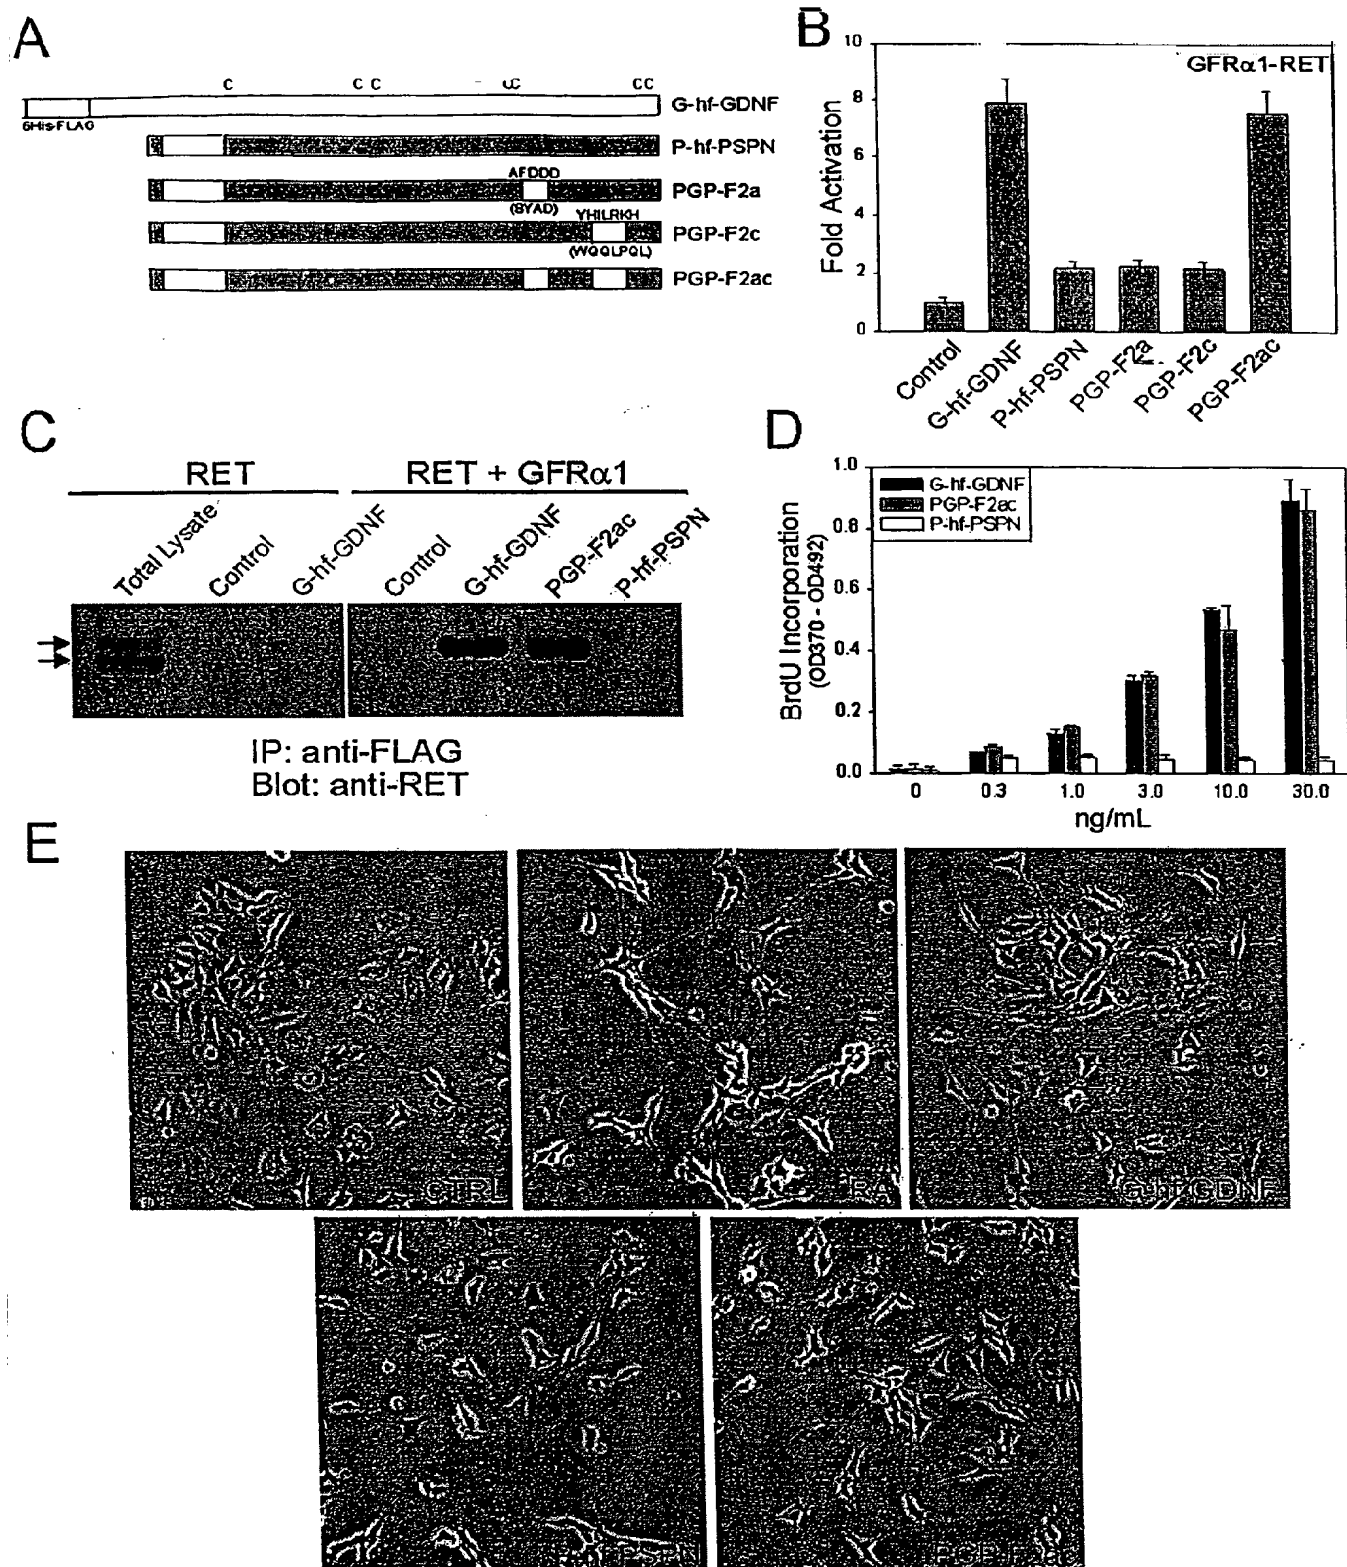 A
C C C C C C
G-hf-GDNF
6His-FLAG
P-hf-PSPN
AFDDD
PGP-F2a
(SYAD)
YHILRKH
PGP-F2c
(WQQLPQL)
PGP-F2ac
B
GFRα1-RET
Fold Activation
10
8
6
4
2
0
Control
G-hf-GDNF
P-hf-PSPN
PGP-F2a
PGP-F2c
PGP-F2ac
C
RET
RET + GFRα1
Total Lysate
Control
G-hf-GDNF
Control
G-hf-GDNF
PGP-F2ac
P-hf-PSPN
IP: anti-FLAG
Blot: anti-RET
D
G-hf-GDNF
PGP-F2ac
P-hf-PSPN
BrdU Incorporation
(OD370 - OD492)
1.0
0.8
0.6
0.4
0.2
0.0
0 0.3 1.0 3.0 10.0 30.0
ng/mL
E
CTRL
RA
GDNF